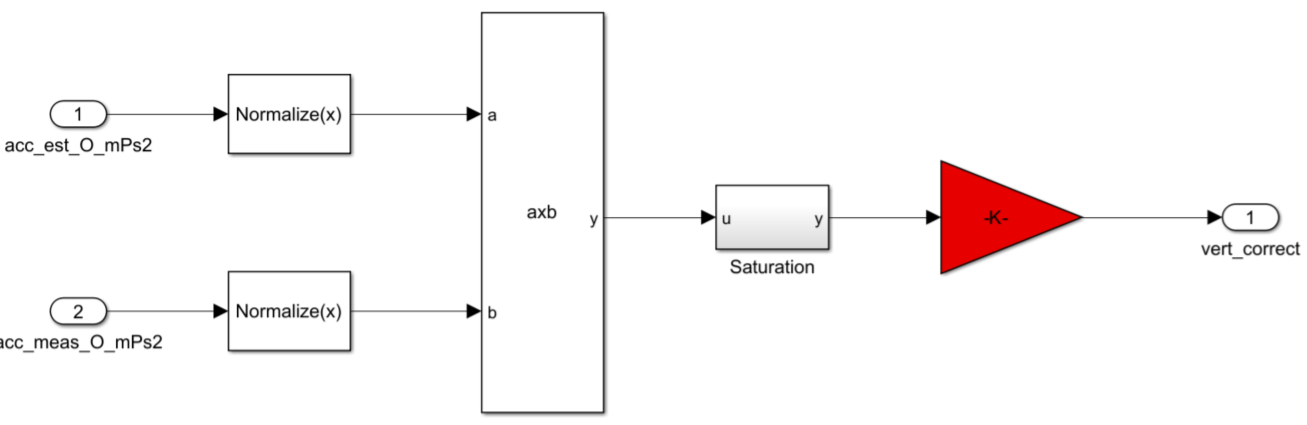 1
acc_est_O_mPs2
Normalize(x)
a
axb
y
2
acc_meas_O_mPs2
Normalize(x)
b
u
y
Saturation
-K-
1
vert_correct